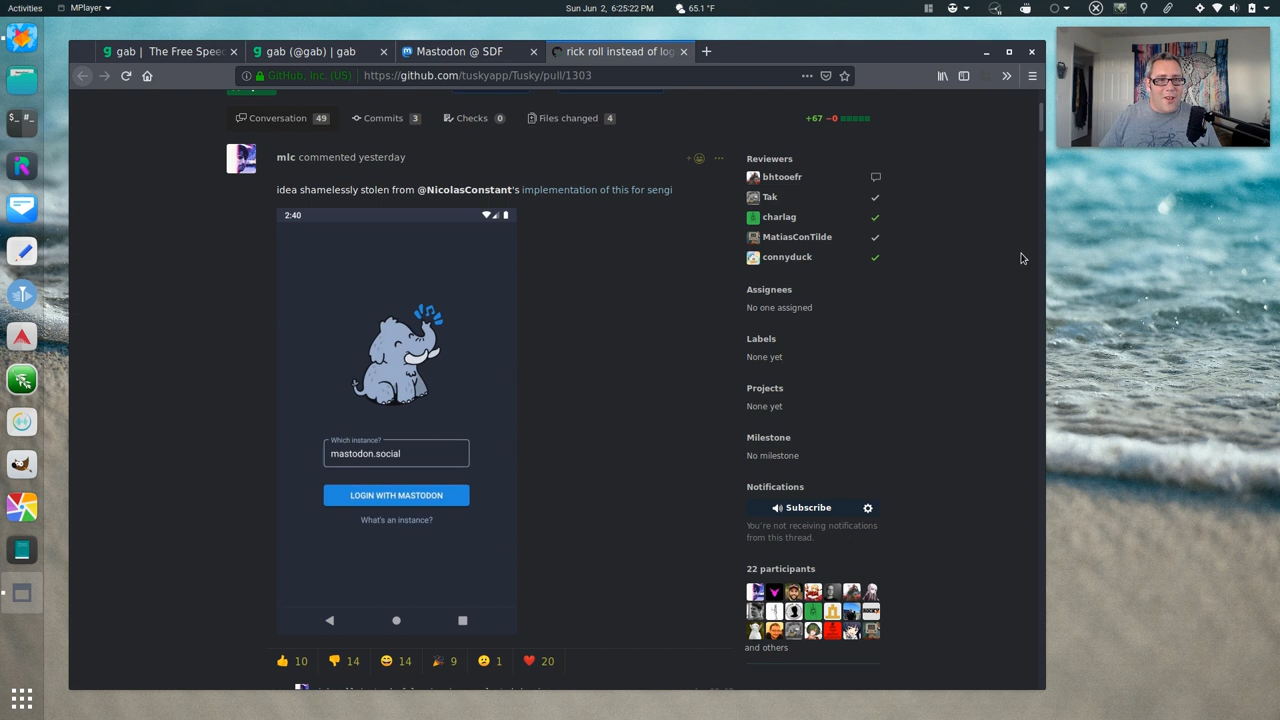 Activities
MPlayer
Sun Jun 2, 6:25:22 PM
65.1 °F
gab | The Free Spee
gab (@gab) | gab
Mastodon @ SDF
rick roll instead of log
GitHub, Inc. (US)
https://github.com/tuskyapp/Tusky/pull/1303
Conversation 49
Commits 3
Checks 0
Files changed 4
+67 −0
mlc commented yesterday
idea shamelessly stolen from @NicolasConstant's implementation of this for sengi
2:40
Which instance?
mastodon.social
LOGIN WITH MASTODON
What's an instance?
10
14
14
9
1
20
Reviewers
bhtooefr
Tak
charlag
MatiasConTilde
connyduck
Assignees
No one assigned
Labels
None yet
Projects
None yet
Milestone
No milestone
Notifications
Subscribe
You're not receiving notifications
from this thread.
22 participants
and others